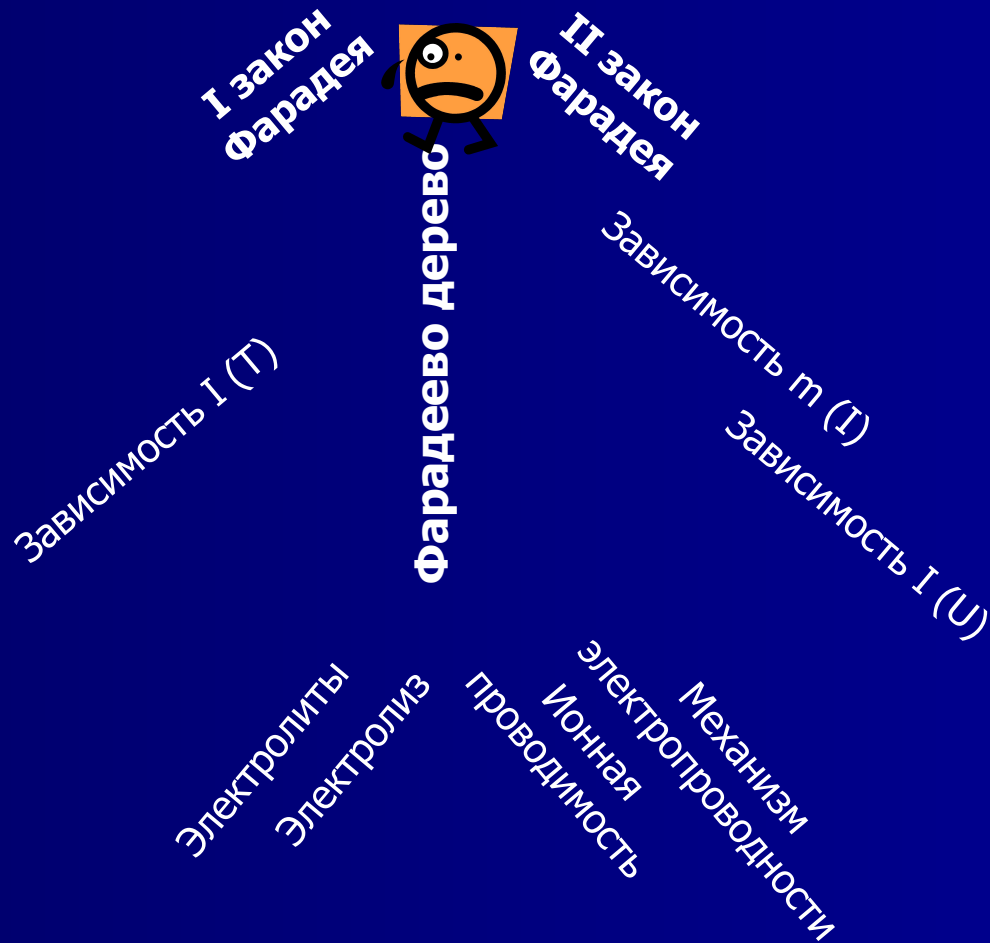 I закон
Фарадея
II закон
Фарадея
Фарадеево дерево
Зависимость I (T)
Зависимость m (I)
Зависимость I (U)
Электролиты
Электролиз
Ионная
проводимость
Механизм
электропроводности